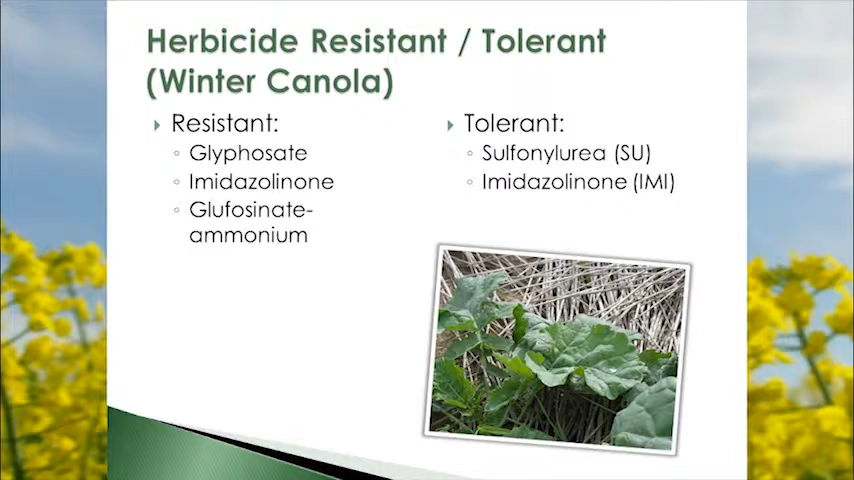 Herbicide Resistant / Tolerant
(Winter Canola)
Resistant:
Glyphosate
Imidazolinone
Glufosinate-
ammonium
Tolerant:
Sulfonylurea (SU)
Imidazolinone (IMI)